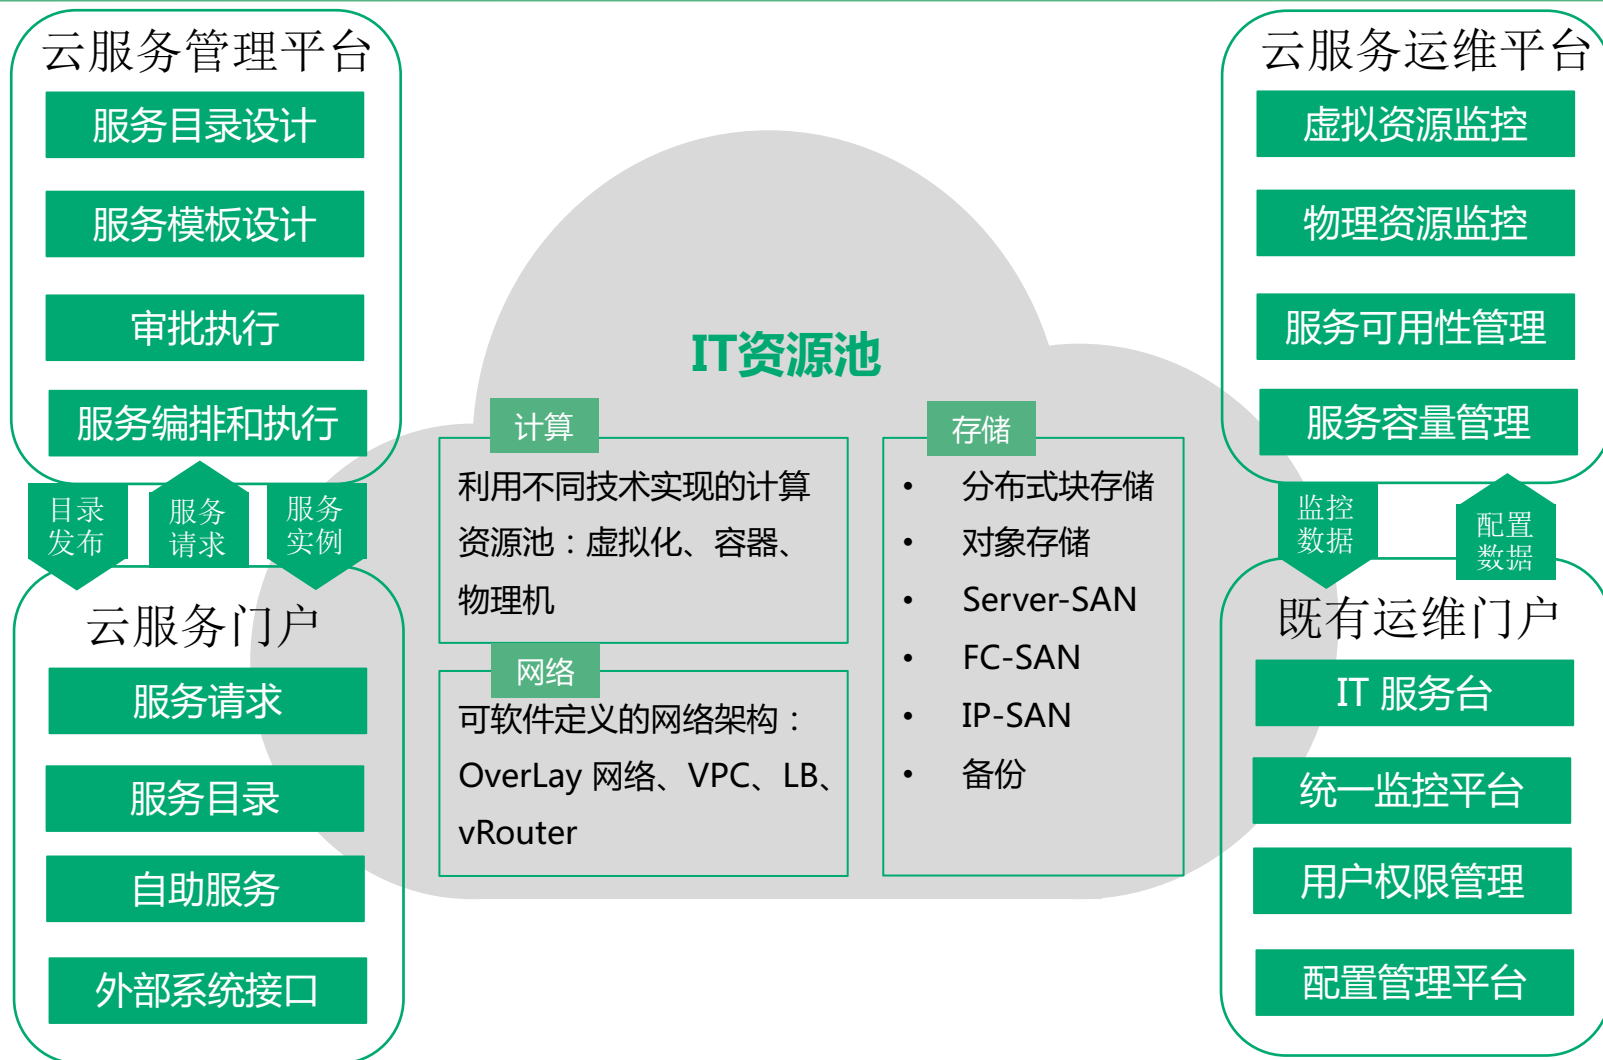 云服务管理平台
服务目录设计
服务模板设计
审批执行
服务编排和执行
目录
发布
服务
请求
服务
实例
云服务门户
服务请求
服务目录
自助服务
外部系统接口
IT资源池
计算
利用不同技术实现的计算
资源池：虚拟化、容器、
物理机
网络
可软件定义的网络架构：
OverLay 网络、VPC、LB、
vRouter
存储
• 分布式块存储
• 对象存储
• Server-SAN
• FC-SAN
• IP-SAN
• 备份
云服务运维平台
虚拟资源监控
物理资源监控
服务可用性管理
服务容量管理
监控
数据
配置
数据
既有运维门户
IT 服务台
统一监控平台
用户权限管理
配置管理平台